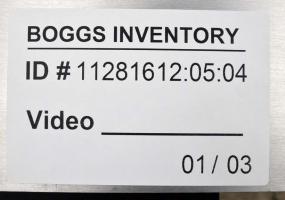 BOGGS INVENTORY
ID # 11281612:05:04
Video ___________
01 / 03